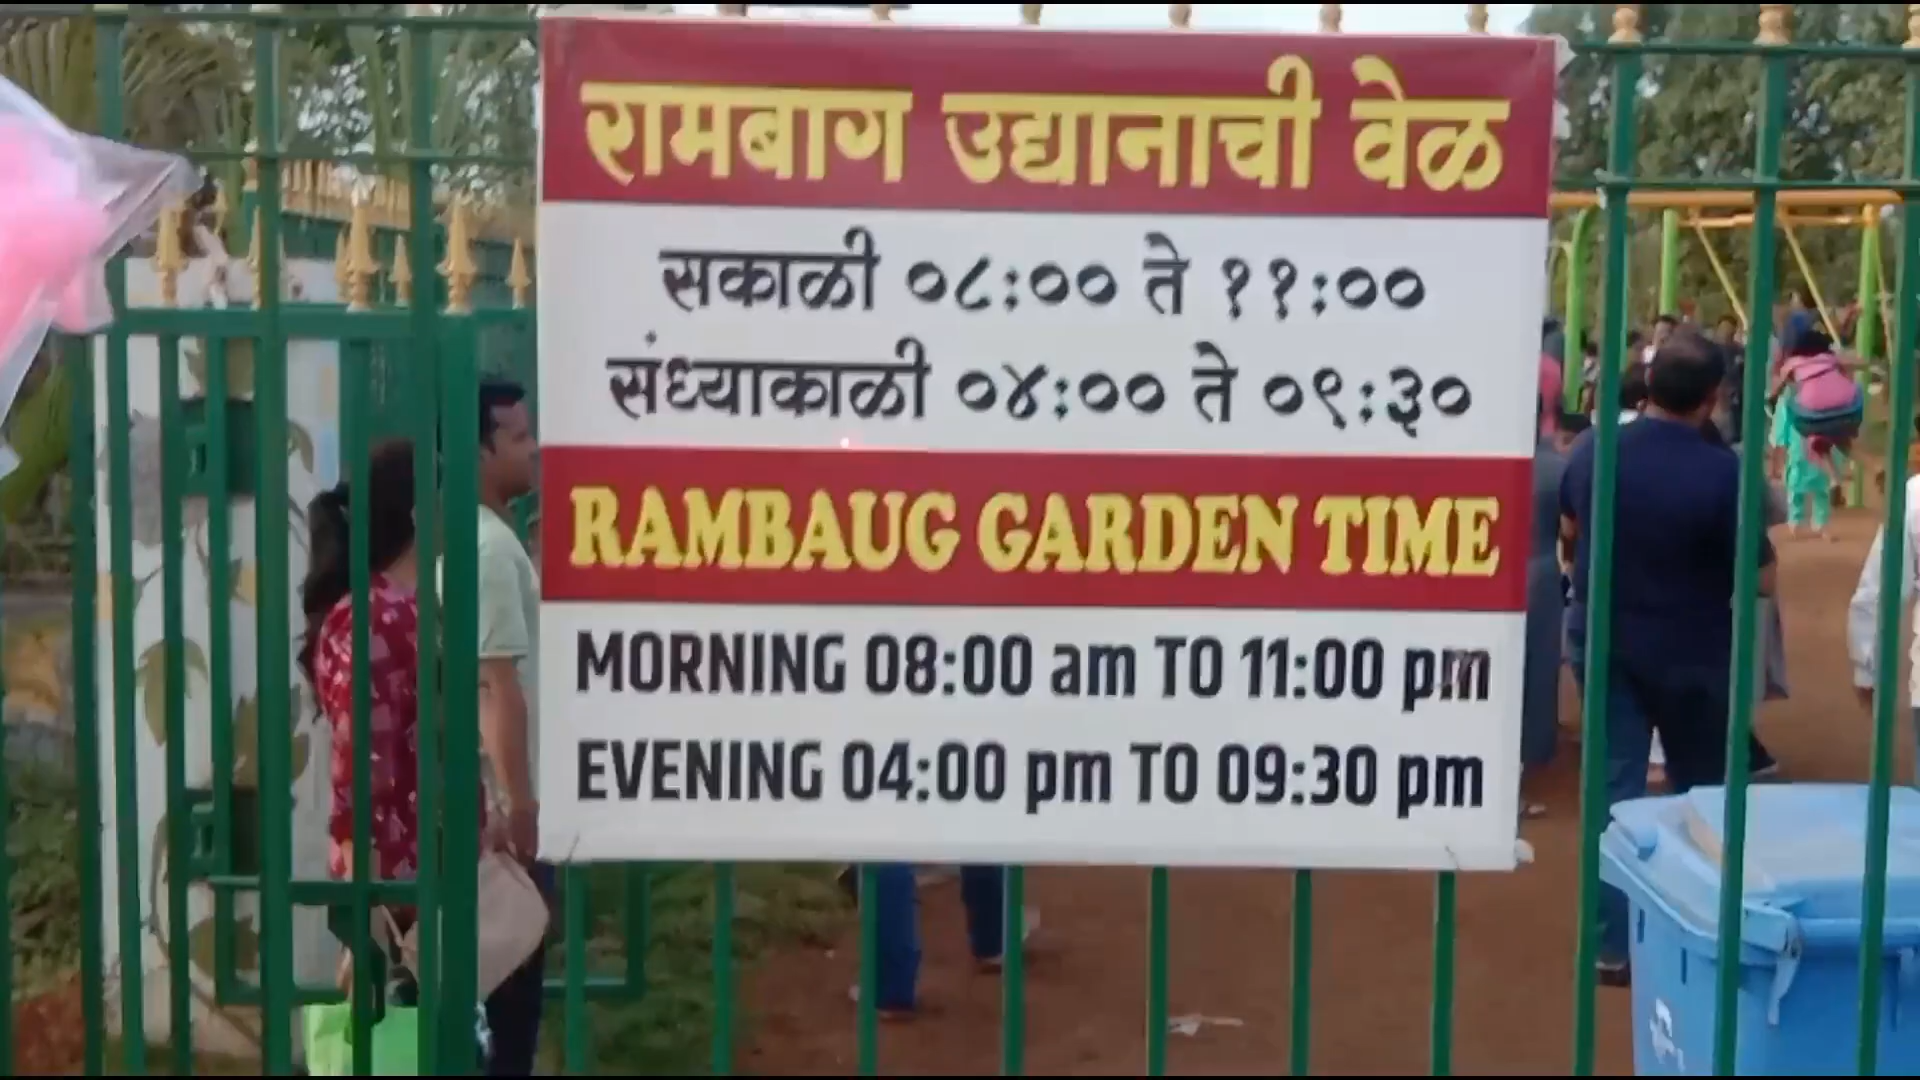 रामबाग उद्यानाची वेळ
सकाळी ०८:०० ते ११:००
संध्याकाळी ०४:०० ते ०९:३०
RAMBAUG GARDEN TIME
MORNING 08:00 am TO 11:00 pm
EVENING 04:00 pm TO 09:30 pm